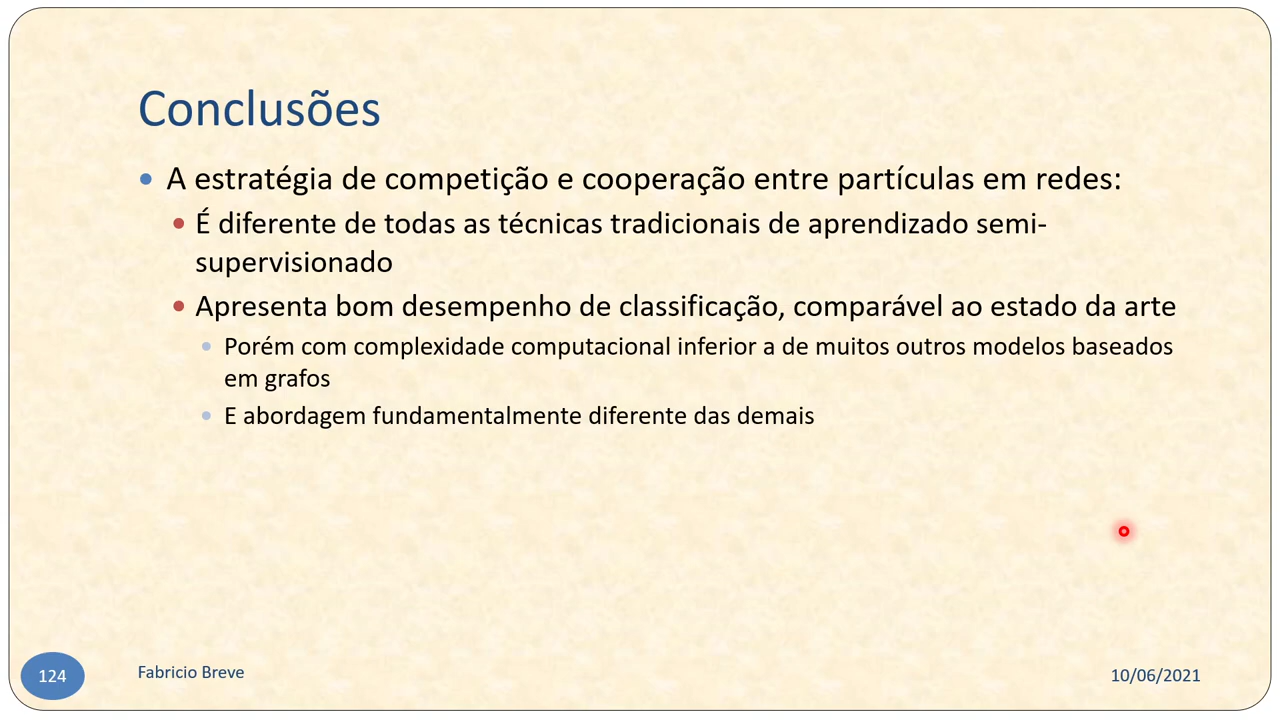 Conclusões
A estratégia de competição e cooperação entre partículas em redes:
É diferente de todas as técnicas tradicionais de aprendizado semi-
supervisionado
Apresenta bom desempenho de classificação, comparável ao estado da arte
Porém com complexidade computacional inferior a de muitos outros modelos baseados
em grafos
E abordagem fundamentalmente diferente das demais
124
Fabricio Breve
10/06/2021